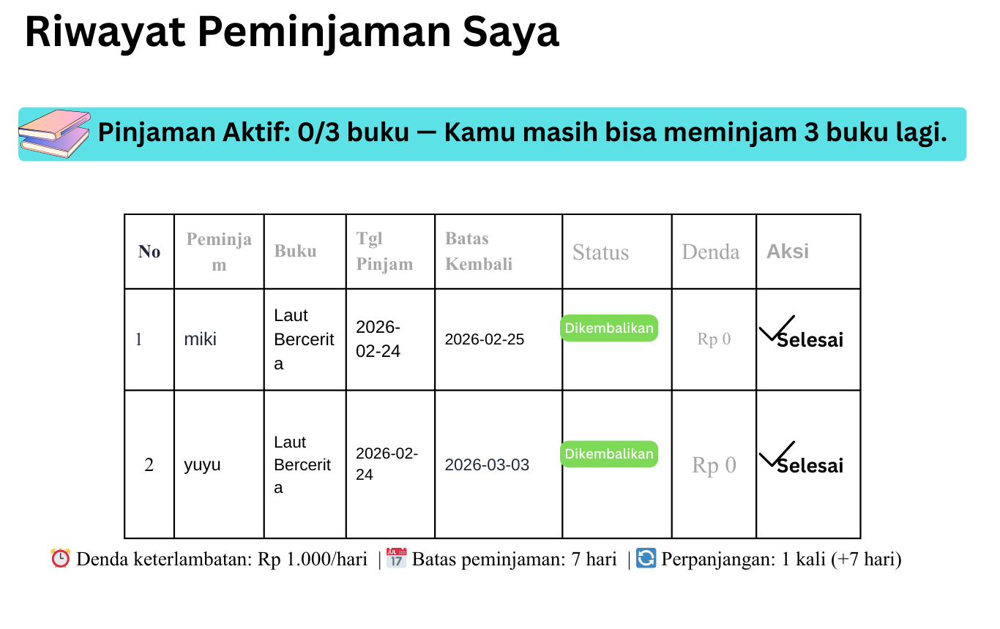 Riwayat Peminjaman Saya
Pinjaman Aktif: 0/3 buku — Kamu masih bisa meminjam 3 buku lagi.
No
Peminja
m
Buku
Tgl
Pinjam
Batas
Kembali
Status
Denda
Aksi
1
miki
Laut
Bercerit
a
2026-
02-24
2026-02-25
Dikembalikan
Rp 0
Selesai
2
yuyu
Laut
Bercerit
a
2026-02-
24
2026-03-03
Dikembalikan
Rp 0
Selesai
⏰ Denda keterlambatan: Rp 1.000/hari | 📅 Batas peminjaman: 7 hari | 🔄 Perpanjangan: 1 kali (+7 hari)